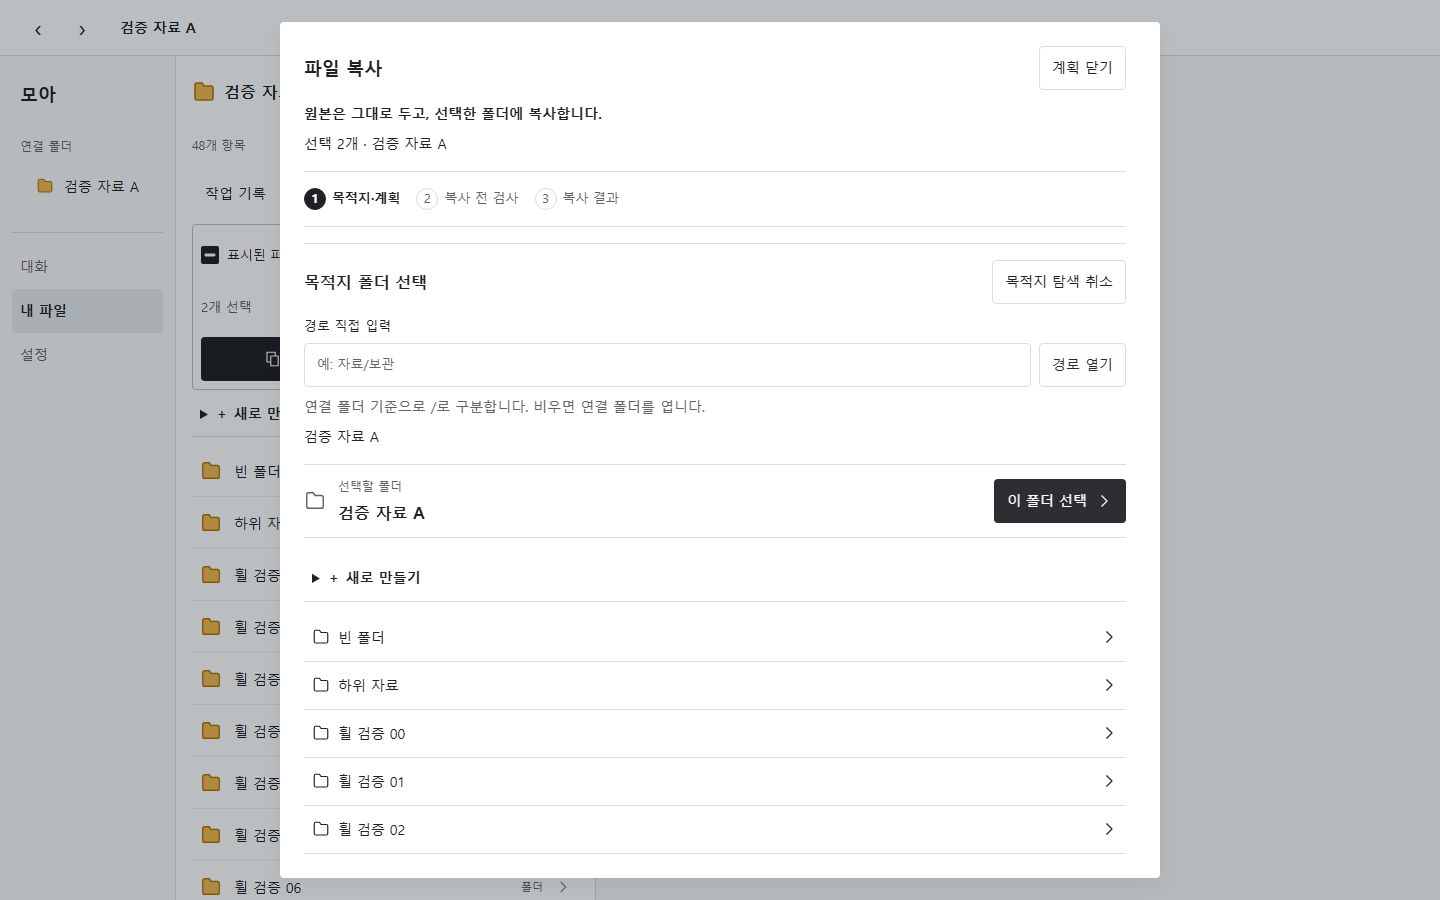 검증 자료 A
모아
연결 폴더
검증 자료 A
대화
내 파일
설정
검증
48개 항목
작업 기록
표시된
2개 선택
+ 새로
빈 폴더
하위
휠 검증
휠 검증
휠 검증
휠 검증
휠 검증
휠 검증
휠 검증 06
폴더
파일 복사
계획 닫기
원본은 그대로 두고, 선택한 폴더에 복사합니다.
선택 2개 · 검증 자료 A
1 목적지·계획 2 복사 전 검사 3 복사 결과
목적지 폴더 선택
목적지 탐색 취소
경로 직접 입력
예: 자료/보관
경로 열기
연결 폴더 기준으로 /로 구분합니다. 비우면 연결 폴더를 엽니다.
검증 자료 A
선택할 폴더
검증 자료 A
이 폴더 선택
+ 새로 만들기
빈 폴더
하위 자료
휠 검증 00
휠 검증 01
휠 검증 02